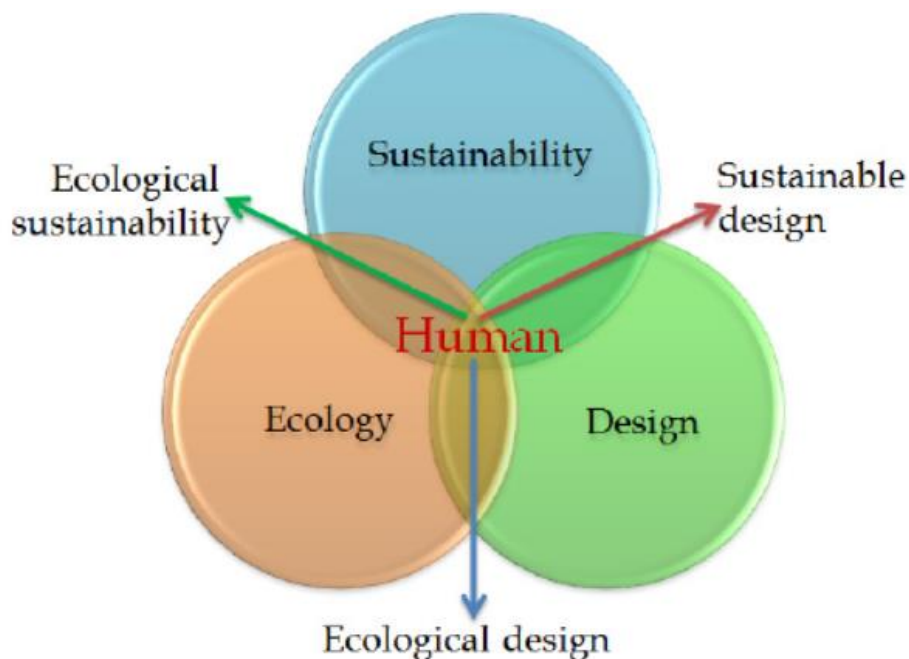 Sustainability
Ecological
sustainability
Sustainable
design
Human
Ecology
Design
Ecological design